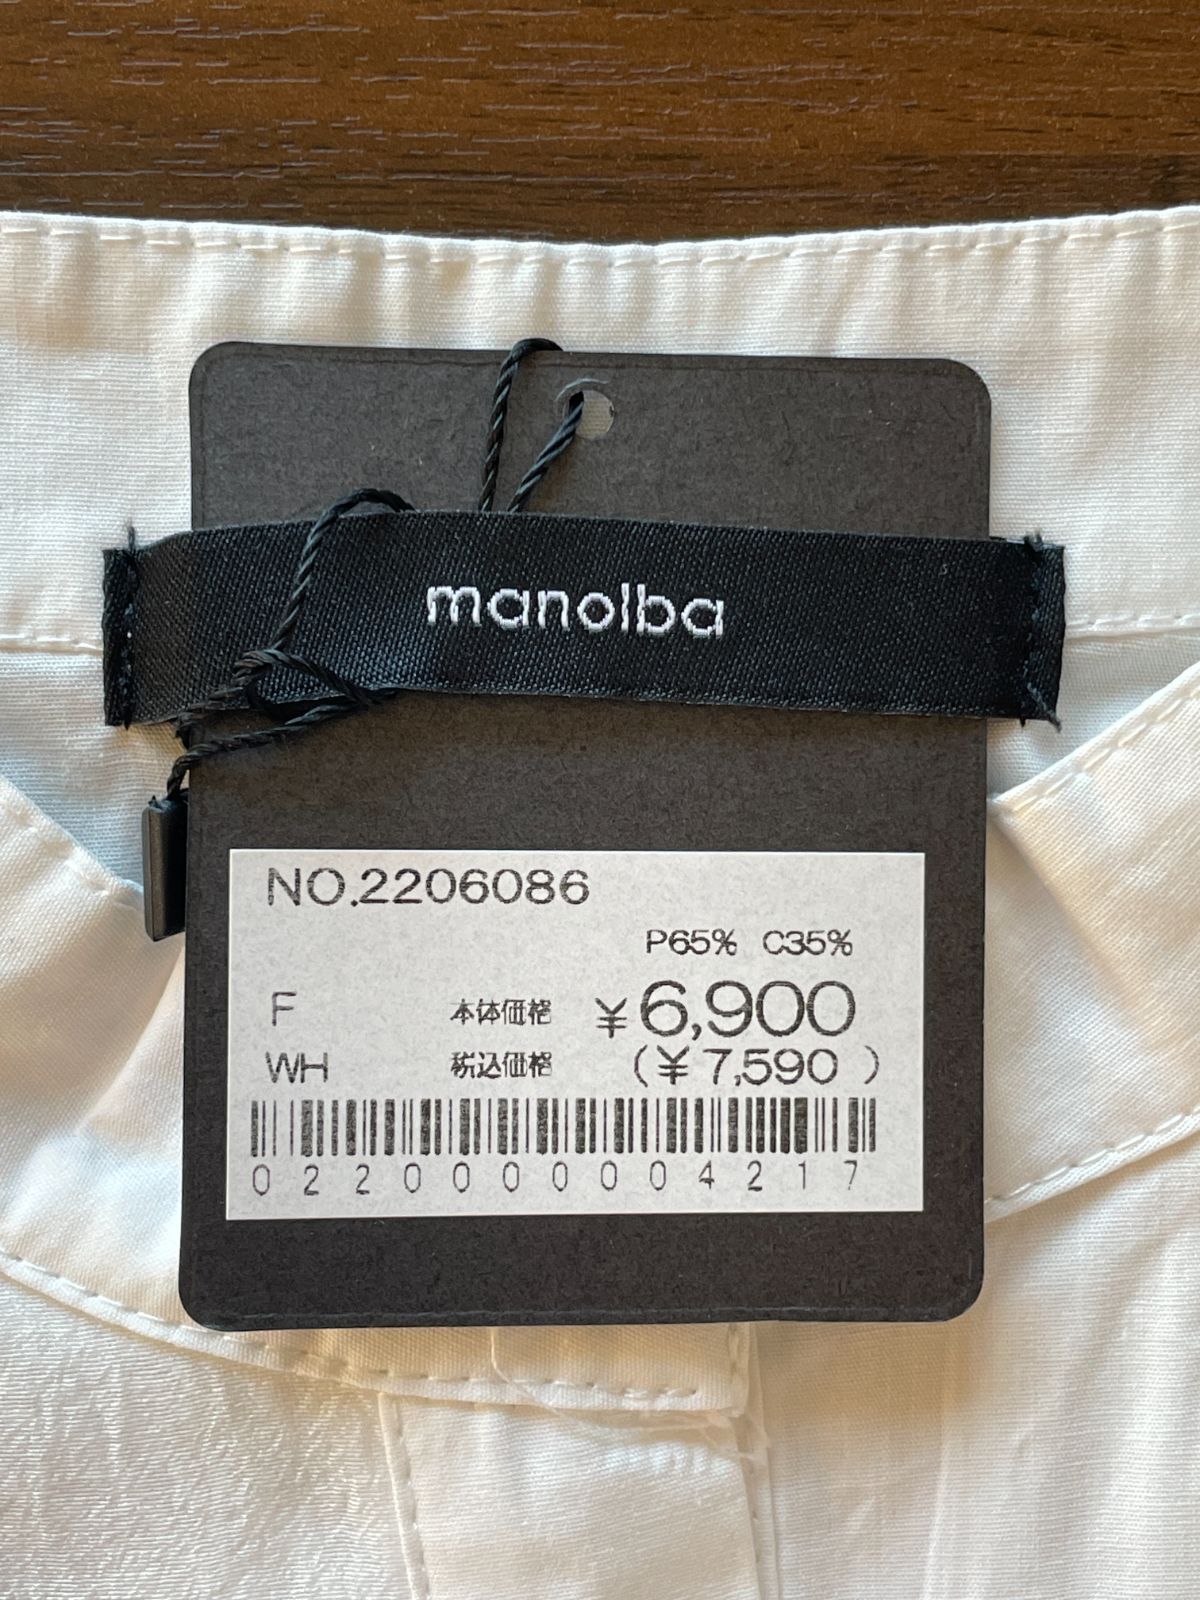 manolba
NO.2206086
P65% C35%
F 本体価格 ¥6,900
WH 税込価格 (¥7,590 )
0220000004217